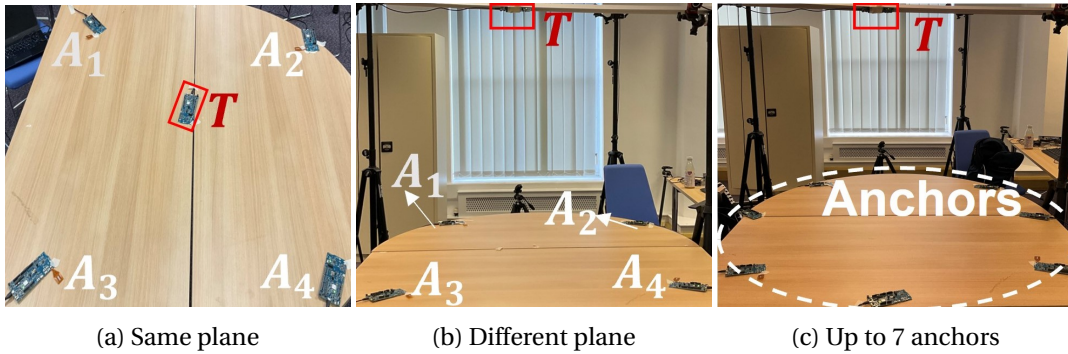 A₁
A₂
T
A₃
A₄
T
A₁
A₂
A₃
A₄
T
Anchors
(a) Same plane
(b) Different plane
(c) Up to 7 anchors